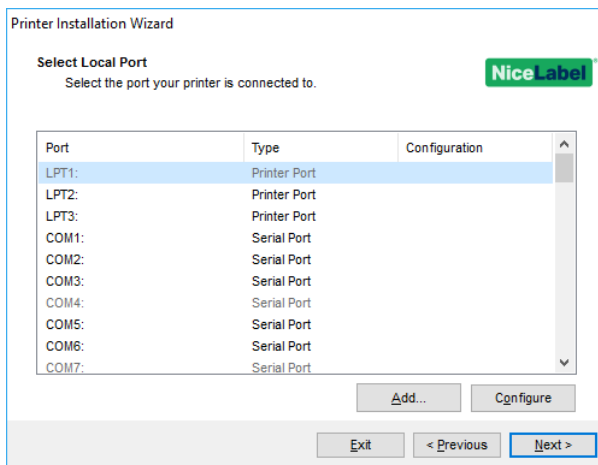 Printer Installation Wizard
Select Local Port
Select the port your printer is connected to.
NiceLabel
Port Type Configuration
LPT1: Printer Port
LPT2: Printer Port
LPT3: Printer Port
COM1: Serial Port
COM2: Serial Port
COM3: Serial Port
COM4: Serial Port
COM5: Serial Port
COM6: Serial Port
COM7: Serial Port
Add... Configure
Exit < Previous Next >